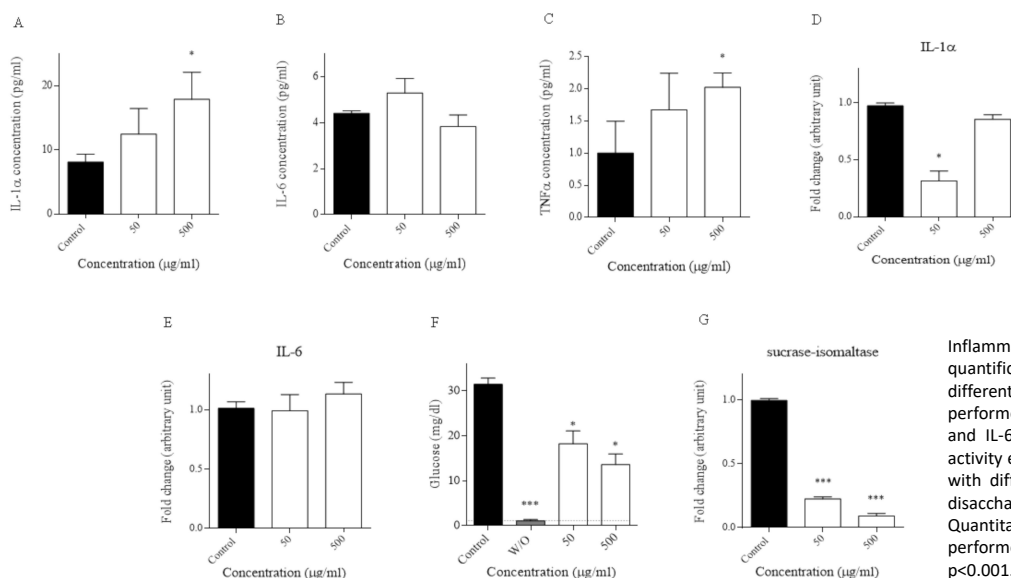 A
IL-1α concentration (pg/ml)
20
10
0
*
Control
50
500
Concentration (μg/ml)
B
IL-6 concentration (pg/ml)
6
4
2
0
Control
50
500
Concentration (μg/ml)
C
TNFα concentration (pg/ml)
2.5
2.0
1.5
1.0
0.5
0.0
*
Control
50
500
Concentration (μg/ml)
D
IL-1α
Fold change (arbitrary unit)
1.0
0.5
0.0
*
Control
50
500
Concentration (μg/ml)
E
IL-6
Fold change (arbitrary unit)
1.0
0.5
0.0
Control
50
500
Concentration (μg/ml)
F
Glucose (mg/dl)
30
20
10
0
***
*
*
Control
W/O
50
500
Concentration (μg/ml)
G
sucrase-isomaltase
Fold change (arbitrary unit)
1.0
0.5
0.0
***
***
Control
50
500
Concentration (μg/ml)
Inflamm
quantific
different
performe
and IL-6
activity e
with diff
disaccha
Quantita
performe
p<0.001.